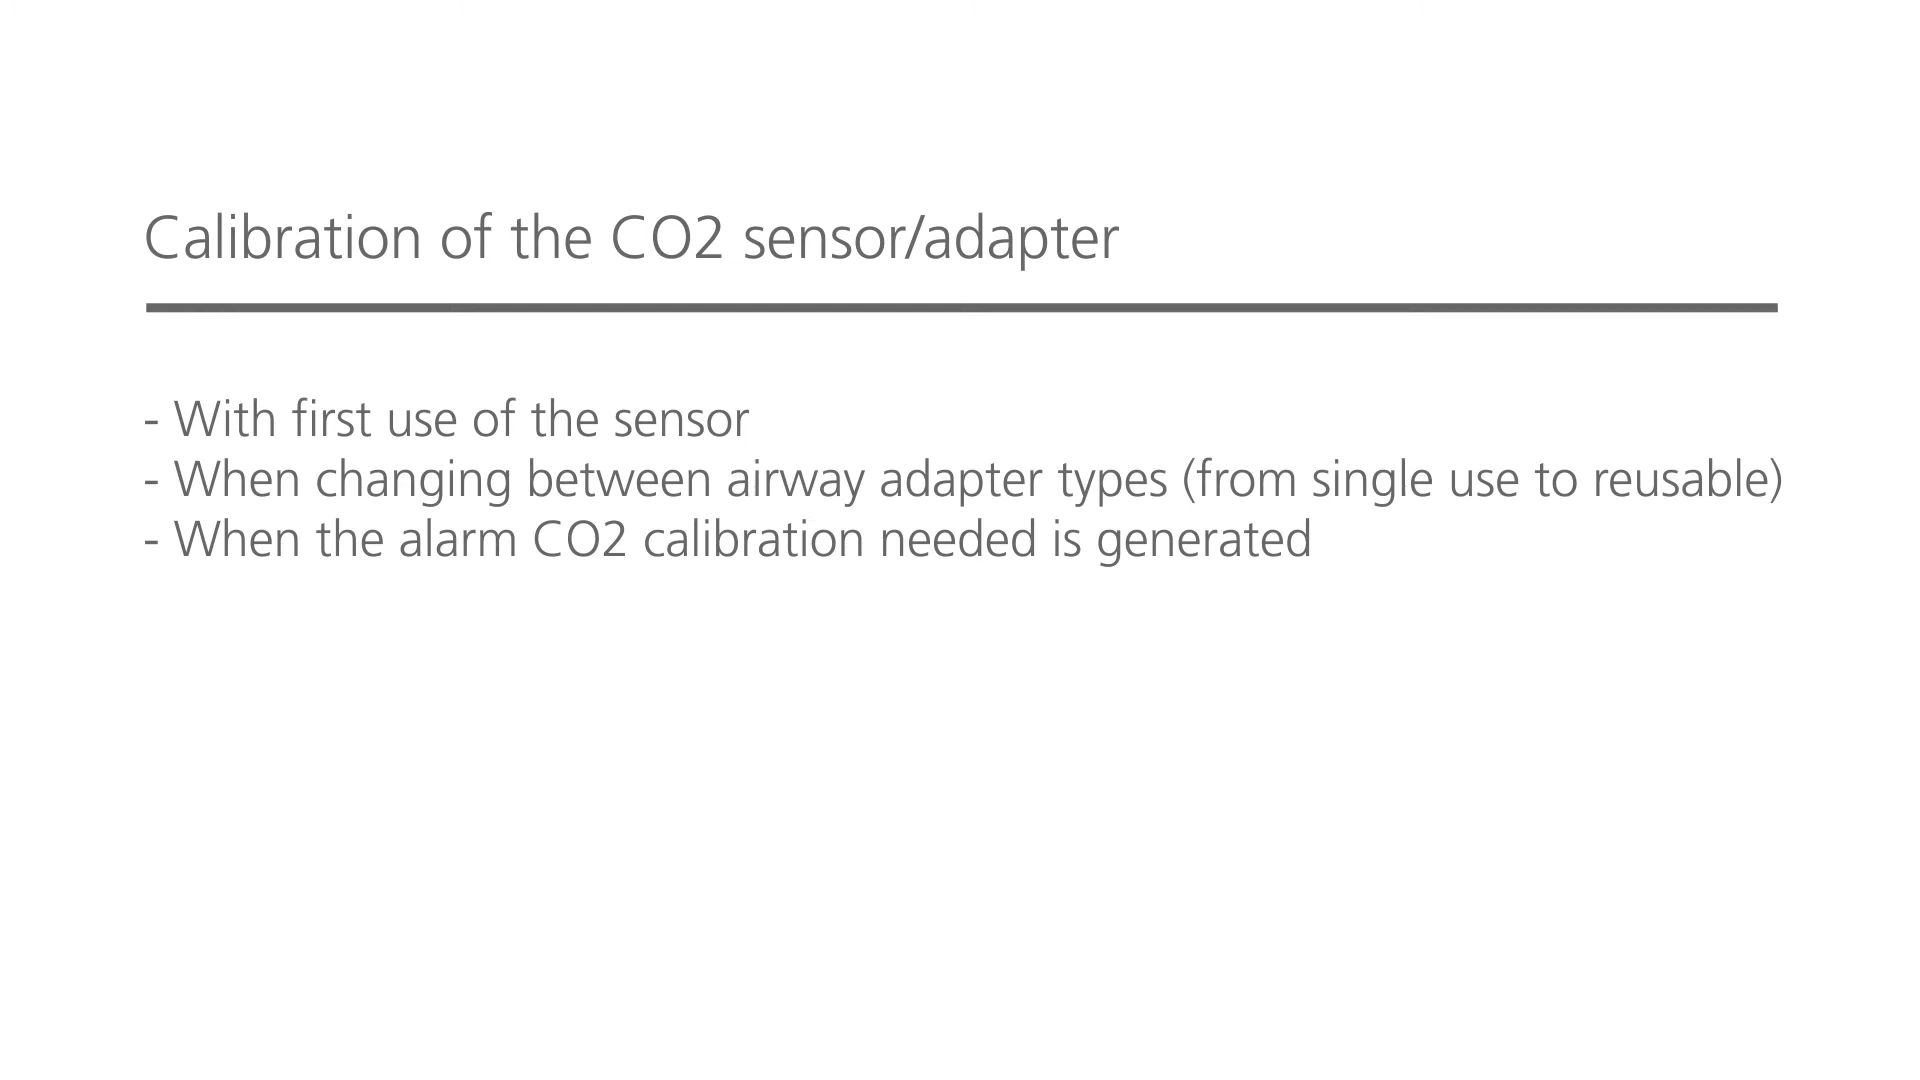 Calibration of the CO2 sensor/adapter
- With first use of the sensor
- When changing between airway adapter types (from single use to reusable)
- When the alarm CO2 calibration needed is generated